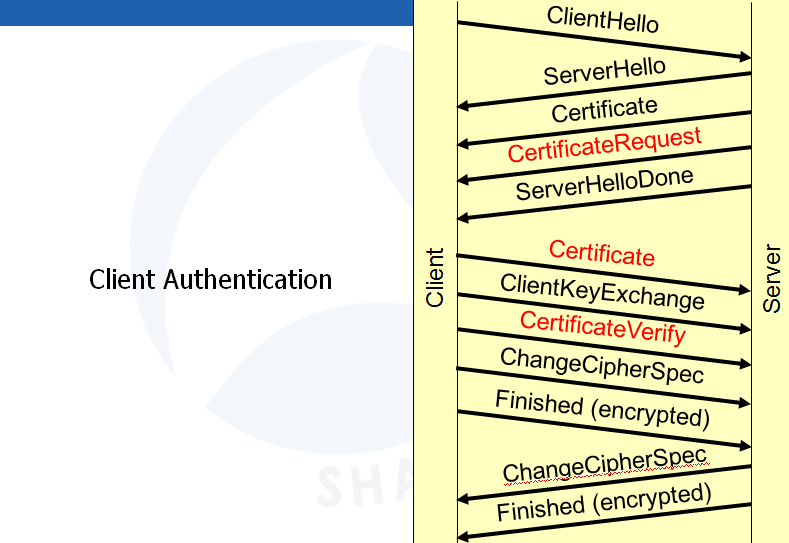 Client Authentication
ClientHello
ServerHello
Certificate
CertificateRequest
ServerHelloDone
Client
Server
Certificate
ClientKeyExchange
CertificateVerify
ChangeCipherSpec
Finished (encrypted)
ChangeCipherSpec
Finished (encrypted)
SHA